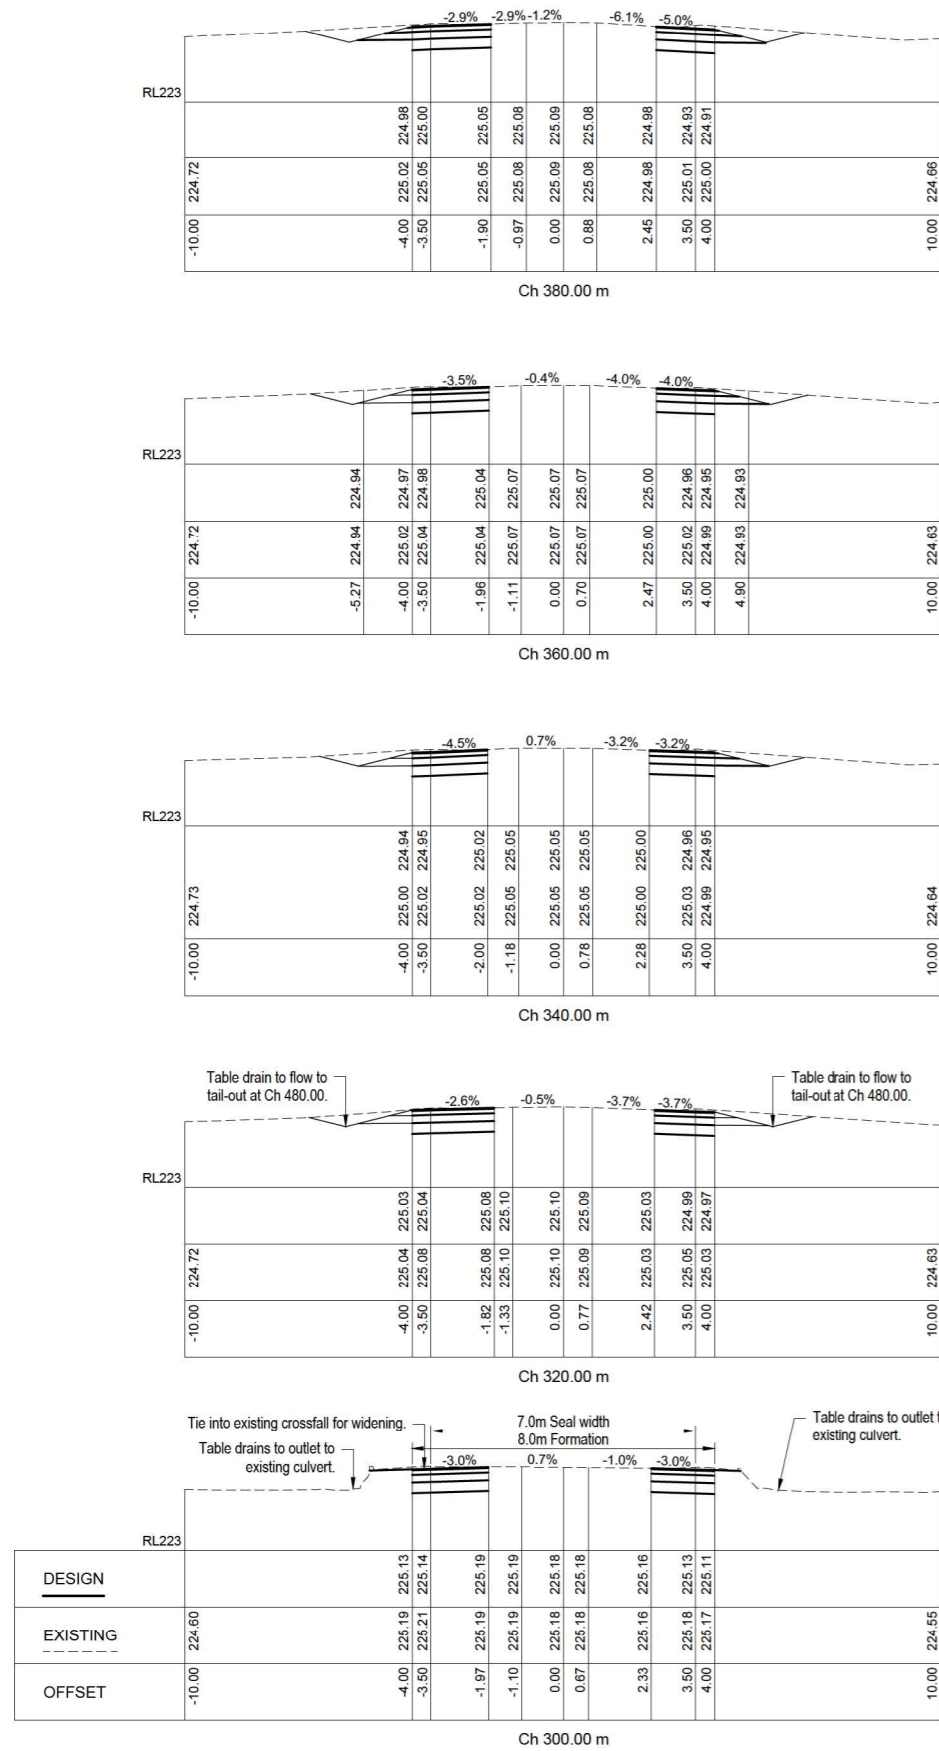 -2.9% -2.9% -1.2% -6.1% -5.0%
RL223
224.98 225.00 225.05 225.08 225.09 225.08 224.98 224.93 224.91
224.72 225.02 225.05 225.05 225.08 225.09 225.08 224.98 225.01 225.00 224.66
-10.00 -4.00 -3.50 -1.90 -0.97 0.00 0.88 2.45 3.50 4.00 10.00
Ch 380.00 m
-3.5% -0.4% -4.0% -4.0%
RL223
224.94 224.97 224.98 225.04 225.07 225.07 225.07 225.00 224.96 224.95 224.93
224.72 224.94 225.02 225.04 225.04 225.07 225.07 225.07 225.00 225.02 224.99 224.93 224.63
-10.00 -5.27 -4.00 -3.50 -1.96 -1.11 0.00 0.70 2.47 3.50 4.00 4.90 10.00
Ch 360.00 m
-4.5% 0.7% -3.2% -3.2%
RL223
224.94 224.95 225.02 225.05 225.05 225.05 225.00 224.96 224.95
224.73 225.00 225.02 225.02 225.05 225.05 225.05 225.00 225.03 224.99 224.64
-10.00 -4.00 -3.50 -2.00 -1.18 0.00 0.78 2.28 3.50 4.00 10.00
Ch 340.00 m
Table drain to flow to
tail-out at Ch 480.00.
Table drain to flow to
tail-out at Ch 480.00.
-2.6% -0.5% -3.7% -3.7%
RL223
225.03 225.04 225.08 225.10 225.10 225.09 225.03 224.99 224.97
224.72 225.04 225.08 225.08 225.10 225.10 225.09 225.03 225.05 225.03 224.63
-10.00 -4.00 -3.50 -1.82 -1.33 0.00 0.77 2.42 3.50 4.00 10.00
Ch 320.00 m
Tie into existing crossfall for widening.
Table drains to outlet to
existing culvert.
7.0m Seal width
8.0m Formation
Table drains to outlet
existing culvert.
-3.0% 0.7% -1.0% -3.0%
RL223
DESIGN 225.13 225.14 225.19 225.19 225.18 225.18 225.16 225.13 225.11
EXISTING 224.60 225.19 225.21 225.19 225.19 225.18 225.18 225.16 225.18 225.17 224.55
OFFSET -10.00 -4.00 -3.50 -1.97 -1.10 0.00 0.67 2.33 3.50 4.00 10.00
Ch 300.00 m